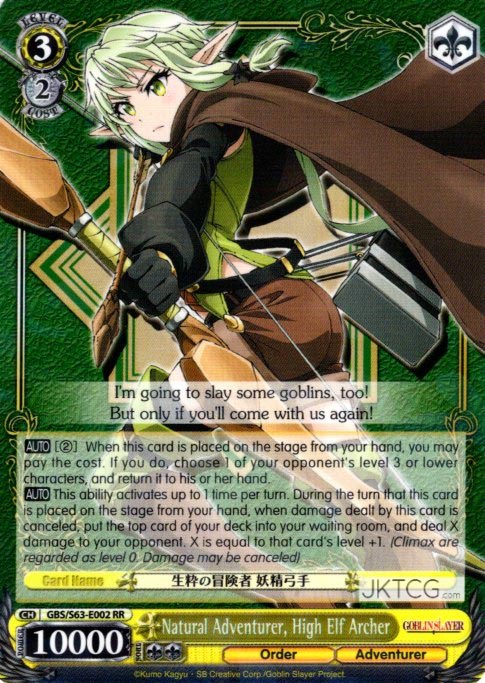 LEVEL
3
2
COST
I'm going to slay some goblins, too!
But only if you'll come with us again!
AUTO [②] When this card is placed on the stage from your hand, you may
pay the cost. If you do, choose 1 of your opponent's level 3 or lower
characters, and return it to his or her hand.
AUTO This ability activates up to 1 time per turn. During the turn that this card
is placed on the stage from your hand, when damage dealt by this card is
canceled, put the top card of your deck into your waiting room, and deal X
damage to your opponent. X is equal to that card's level +1. (Climax are
regarded as level 0. Damage may be canceled)
Card Name
生粋の冒険者 妖精弓手
JKTCG.com
CH GBS/S63-E002 RR
Natural Adventurer, High Elf Archer
GOBLIN SLAYER
POWER
10000
SOUL
Order
Adventurer
©Kumo Kagyu・SB Creative Corp./Goblin Slayer Project.